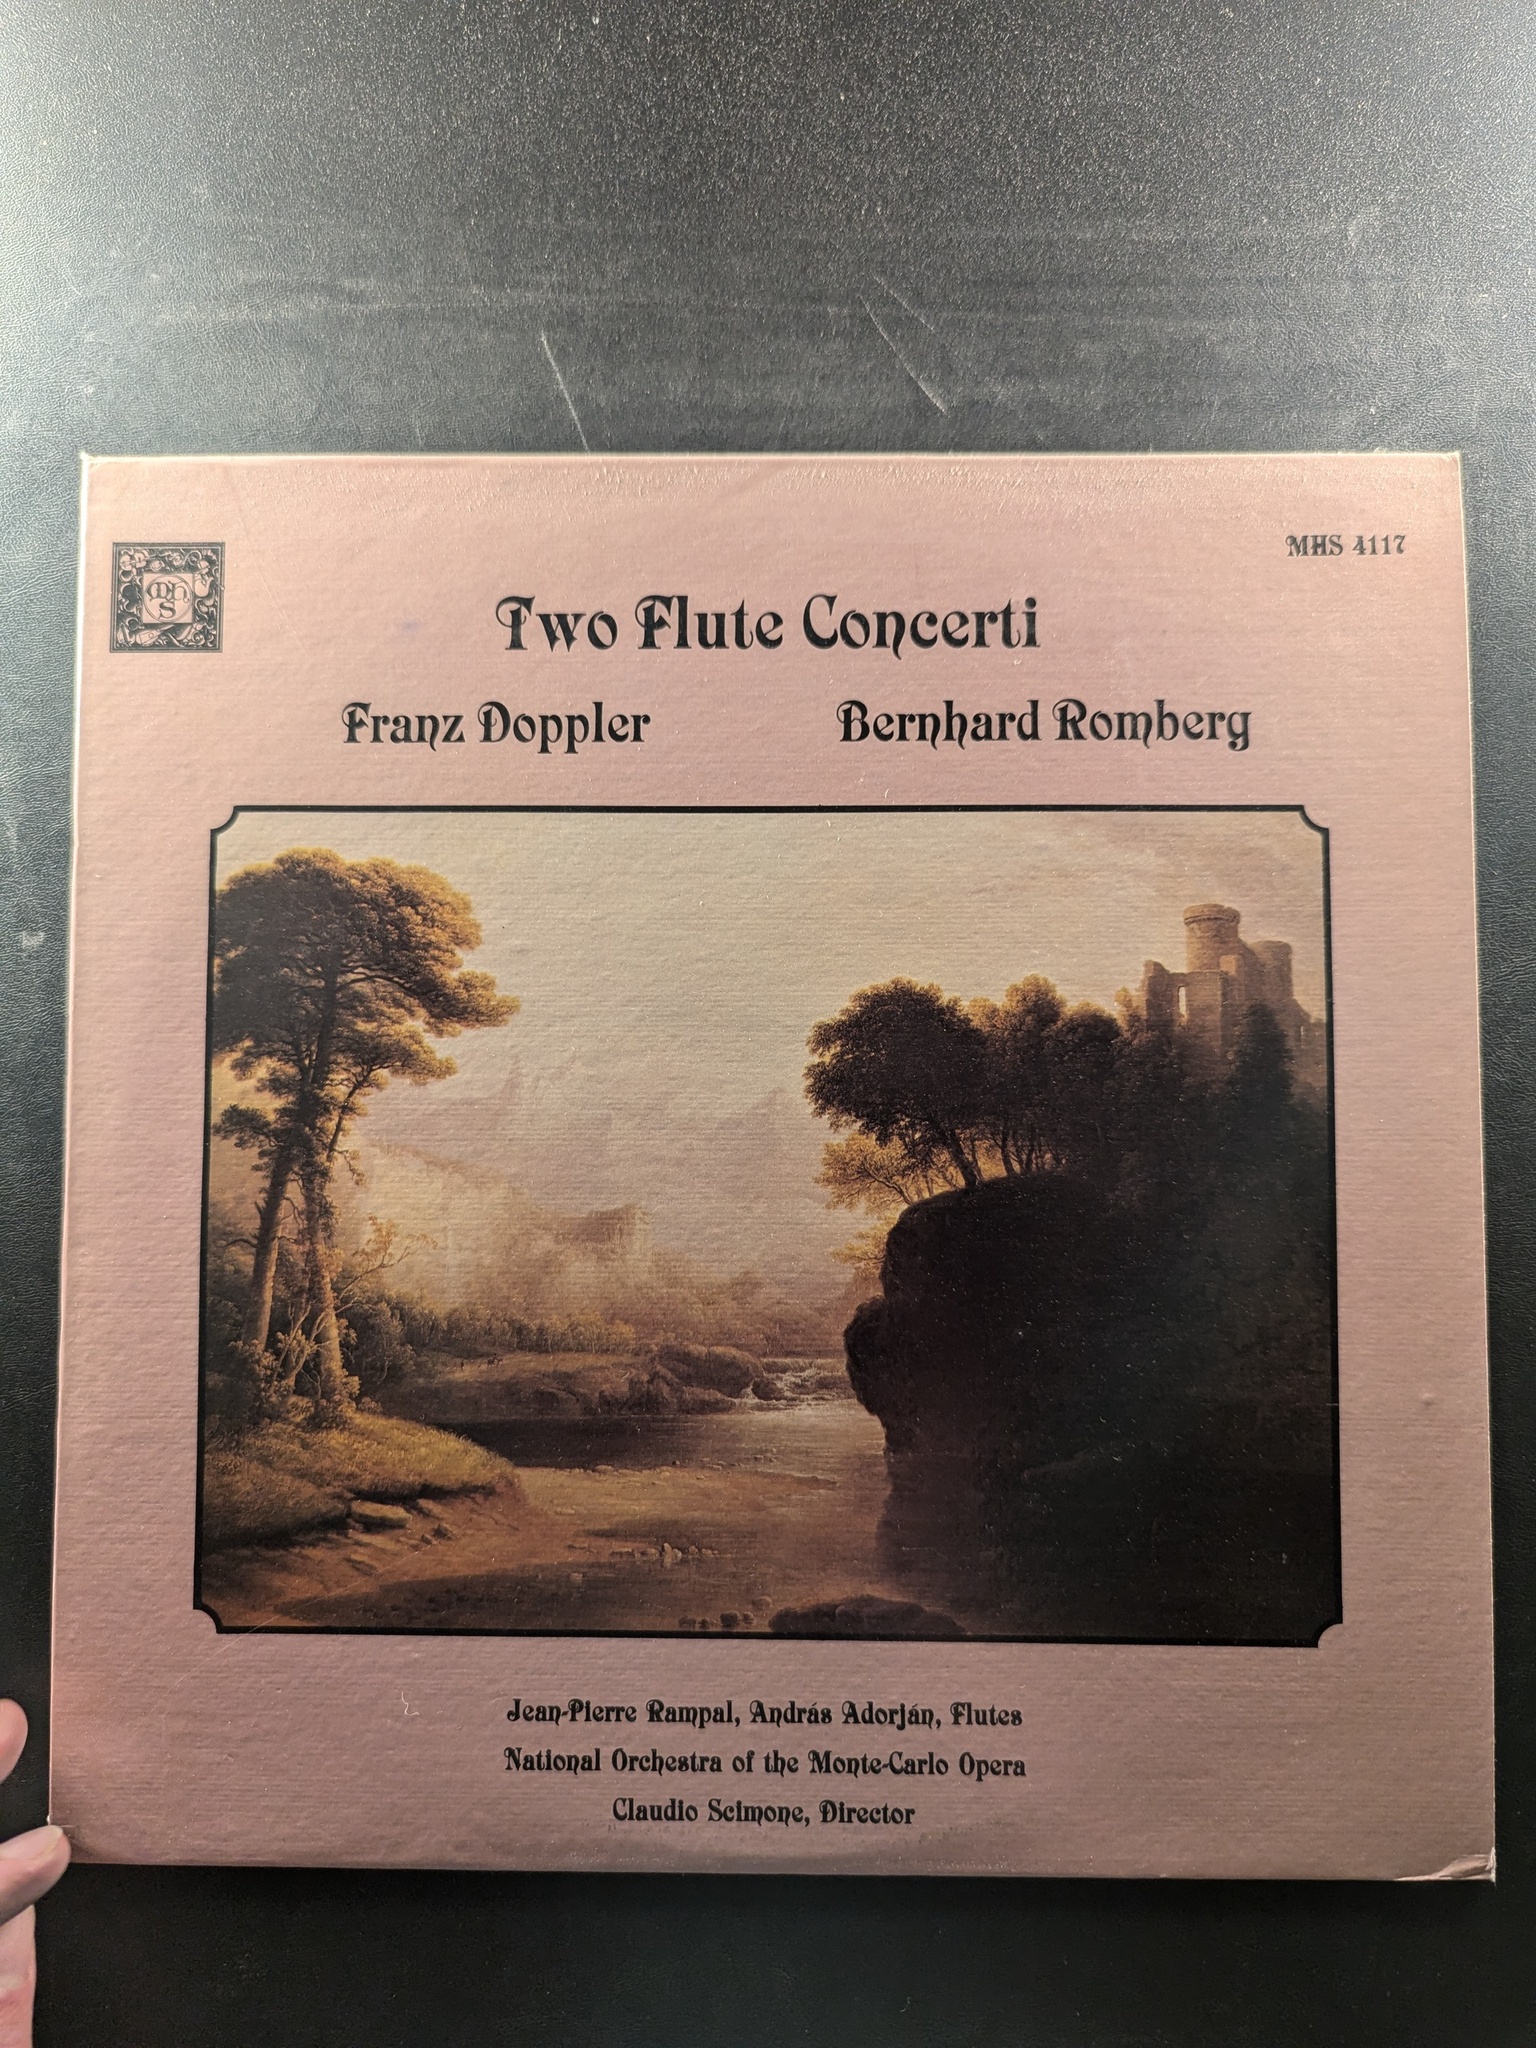 MHS 4117
mh
s
Two Flute Concerti
Franz Doppler
Bernhard Romberg
Jean-Pierre Rampal, András Adorján, Flutes
National Orchestra of the Monte-Carlo Opera
Claudio Scimone, Director